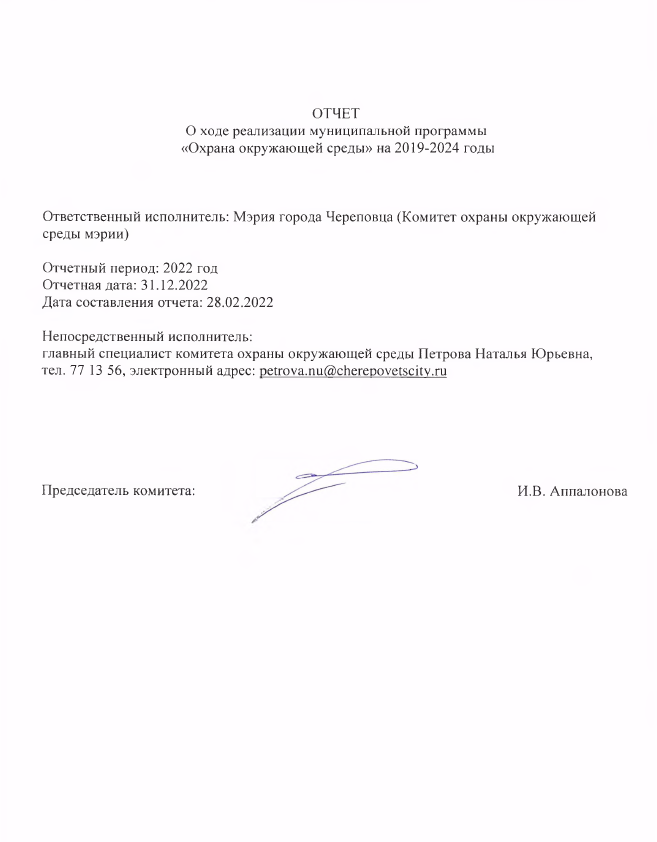 ОТЧЕТ
О ходе реализации муниципальной программы
«Охрана окружающей среды» на 2019-2024 годы
Ответственный исполнитель: Мэрия города Череповца (Комитет охраны окружающей
среды мэрии)
Отчетный период: 2022 год
Отчетная дата: 31.12.2022
Дата составления отчета: 28.02.2022
Непосредственный исполнитель:
главный специалист комитета охраны окружающей среды Петрова Наталья Юрьевна,
тел. 77 13 56, электронный адрес: petrova.nu@cherepovetscity.ru
Председатель комитета: И.В. Аппалонова